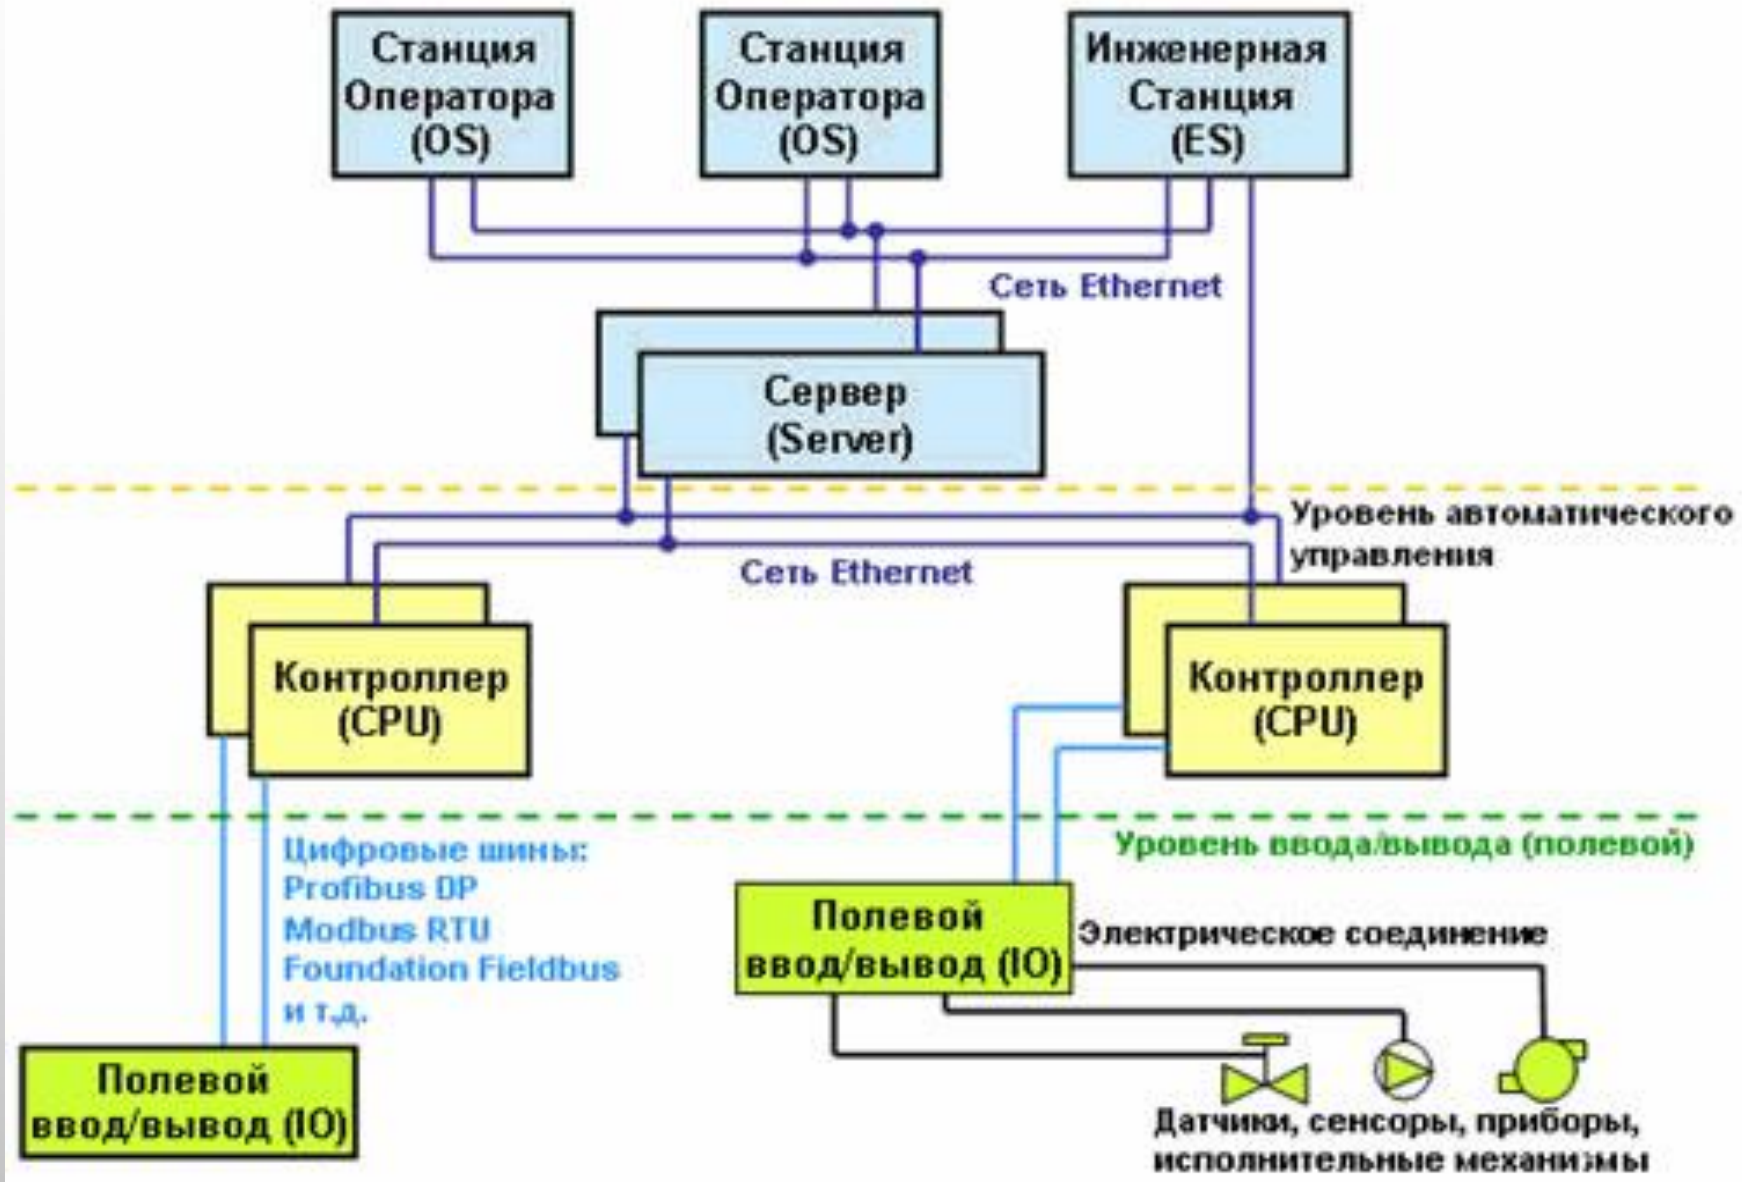 Станция
Оператора
(OS)
Станция
Оператора
(OS)
Инженерная
Станция
(ES)
Сеть Ethernet
Сервер
(Server)
Уровень автоматического
управления
Сеть Ethernet
Контроллер
(CPU)
Контроллер
(CPU)
Уровень ввода/вывода (полевой)
Цифровые шины:
Profibus DP
Modbus RTU
Foundation Fieldbus
и т.д.
Полевой
ввод/вывод (IO)
Электрическое соединение
Полевой
ввод/вывод (IO)
Датчики, сенсоры, приборы,
исполнительные механизмы